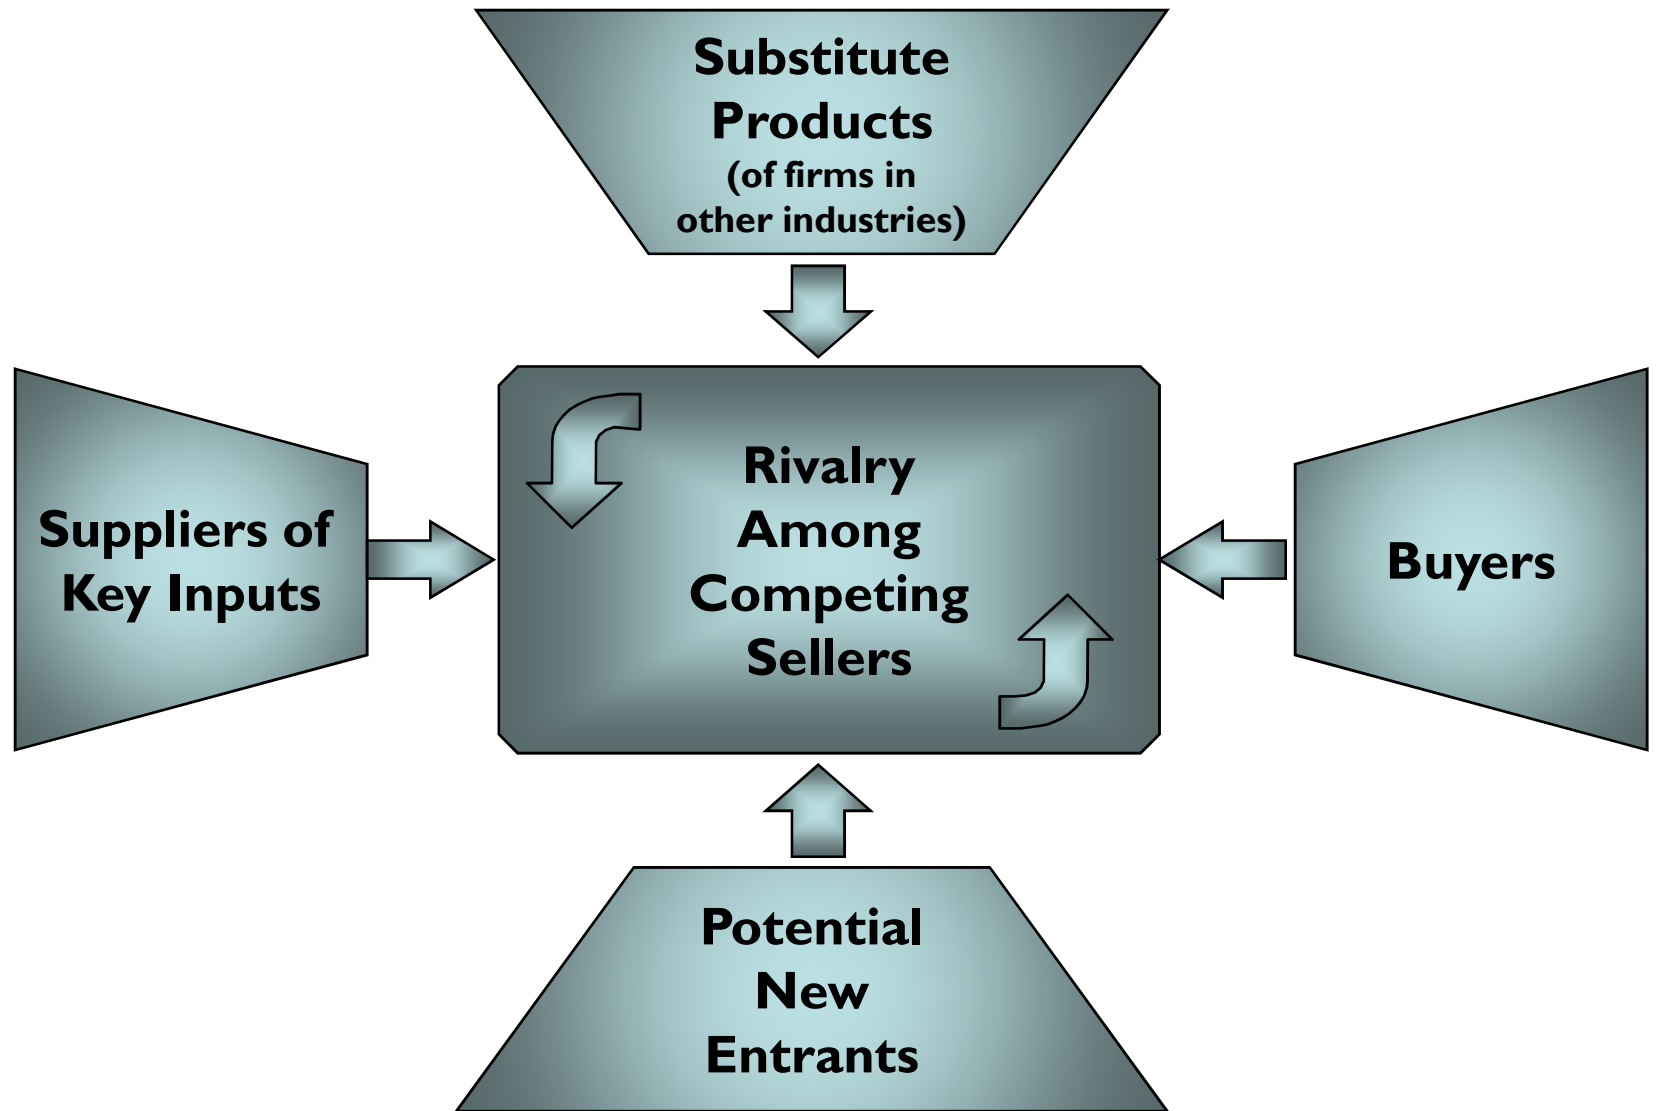 Substitute
Products
(of firms in
other industries)
Suppliers of
Key Inputs
Rivalry
Among
Competing
Sellers
Buyers
Potential
New
Entrants